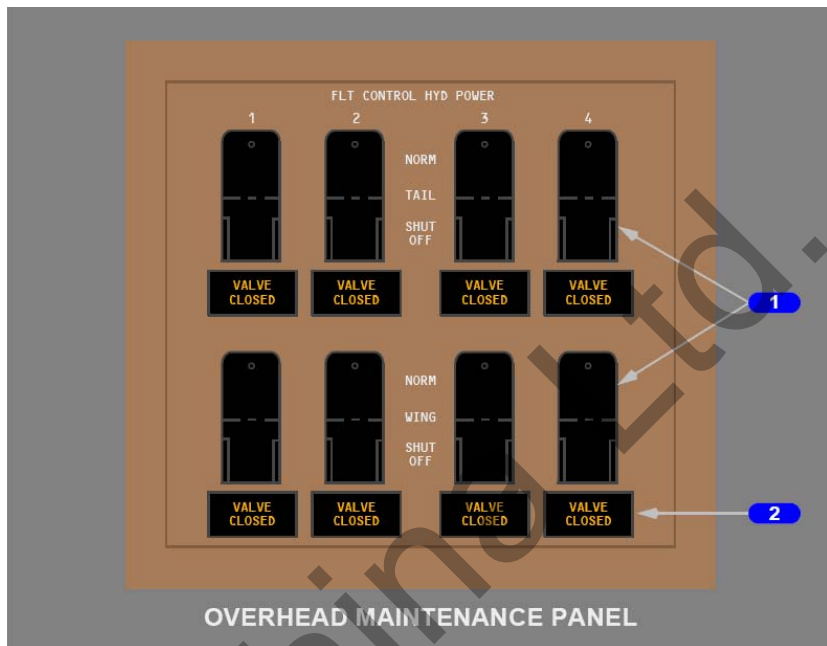 FLT CONTROL HYD POWER
1 2 3 4
NORM
TAIL
SHUT
OFF
VALVE CLOSED
VALVE CLOSED
VALVE CLOSED
VALVE CLOSED
1
NORM
WING
SHUT
OFF
VALVE CLOSED
VALVE CLOSED
VALVE CLOSED
VALVE CLOSED
2
OVERHEAD MAINTENANCE PANEL
Ltd.